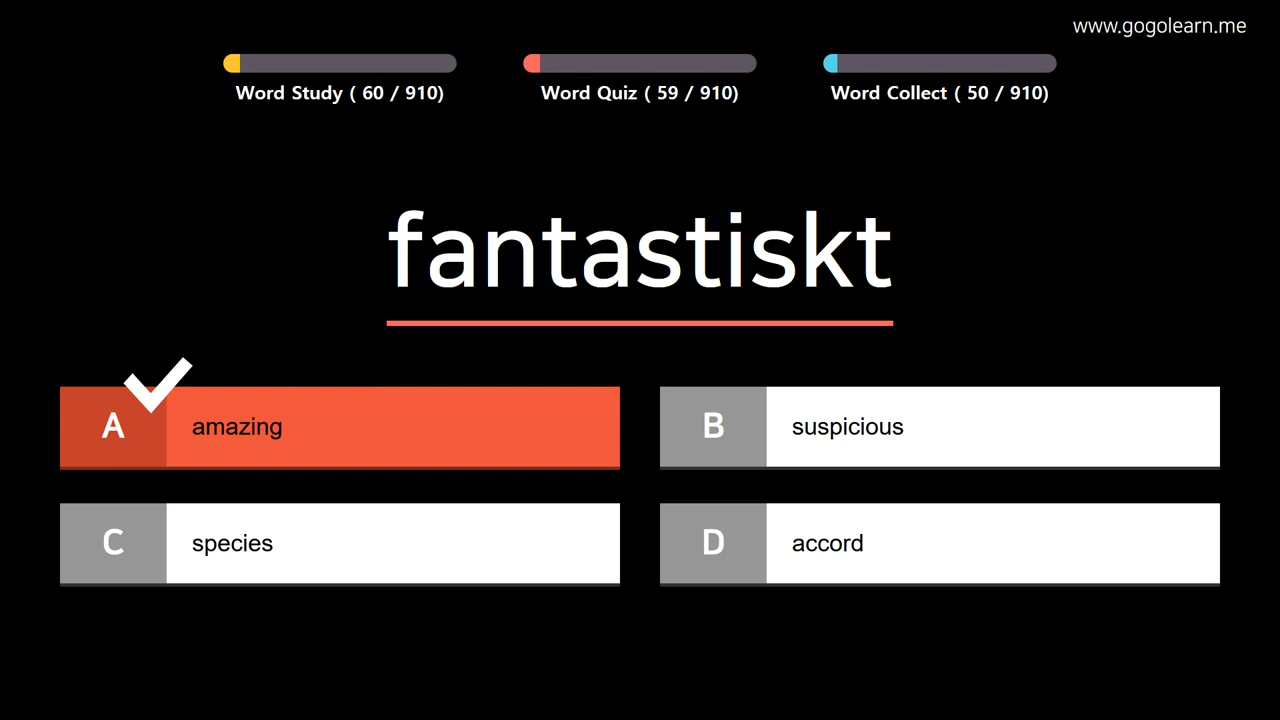 www.gogolearn.me
Word Study ( 60 / 910)
Word Quiz ( 59 / 910)
Word Collect ( 50 / 910)
fantastiskt
A amazing
B suspicious
C species
D accord